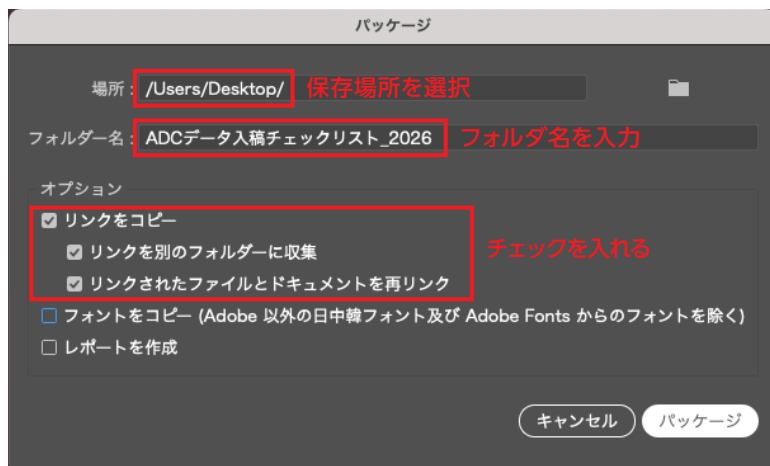 パッケージ
場所: /Users/Desktop/ 保存場所を選択
フォルダー名: ADCデータ入稿チェックリスト_2026 フォルダ名を入力
オプション
リンクをコピー
リンクを別のフォルダーに収集 チェックを入れる
リンクされたファイルとドキュメントを再リンク
フォントをコピー (Adobe 以外の日中韓フォント及び Adobe Fonts からのフォントを除く)
レポートを作成
キャンセル パッケージ